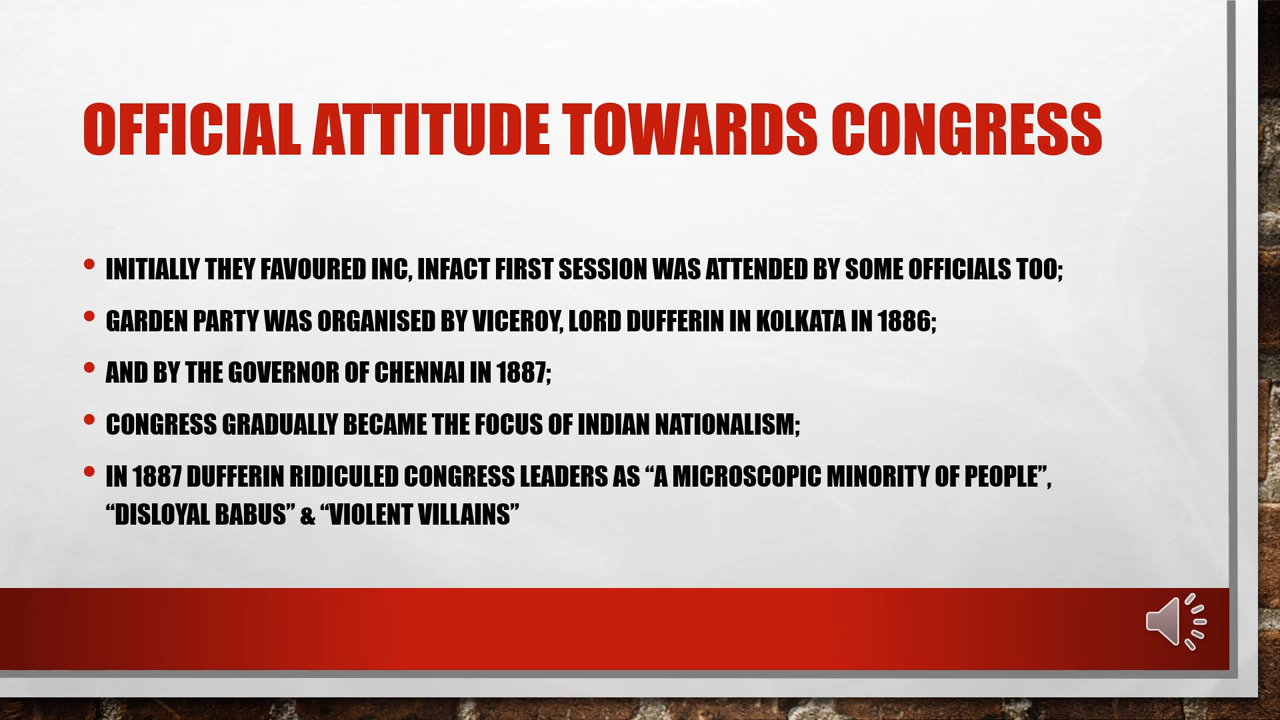 OFFICIAL ATTITUDE TOWARDS CONGRESS
• INITIALLY THEY FAVOURED INC, INFACT FIRST SESSION WAS ATTENDED BY SOME OFFICIALS TOO;
• GARDEN PARTY WAS ORGANISED BY VICEROY, LORD DUFFERIN IN KOLKATA IN 1886;
• AND BY THE GOVERNOR OF CHENNAI IN 1887;
• CONGRESS GRADUALLY BECAME THE FOCUS OF INDIAN NATIONALISM;
• IN 1887 DUFFERIN RIDICULED CONGRESS LEADERS AS “A MICROSCOPIC MINORITY OF PEOPLE”,
“DISLOYAL BABUS” & “VIOLENT VILLAINS”